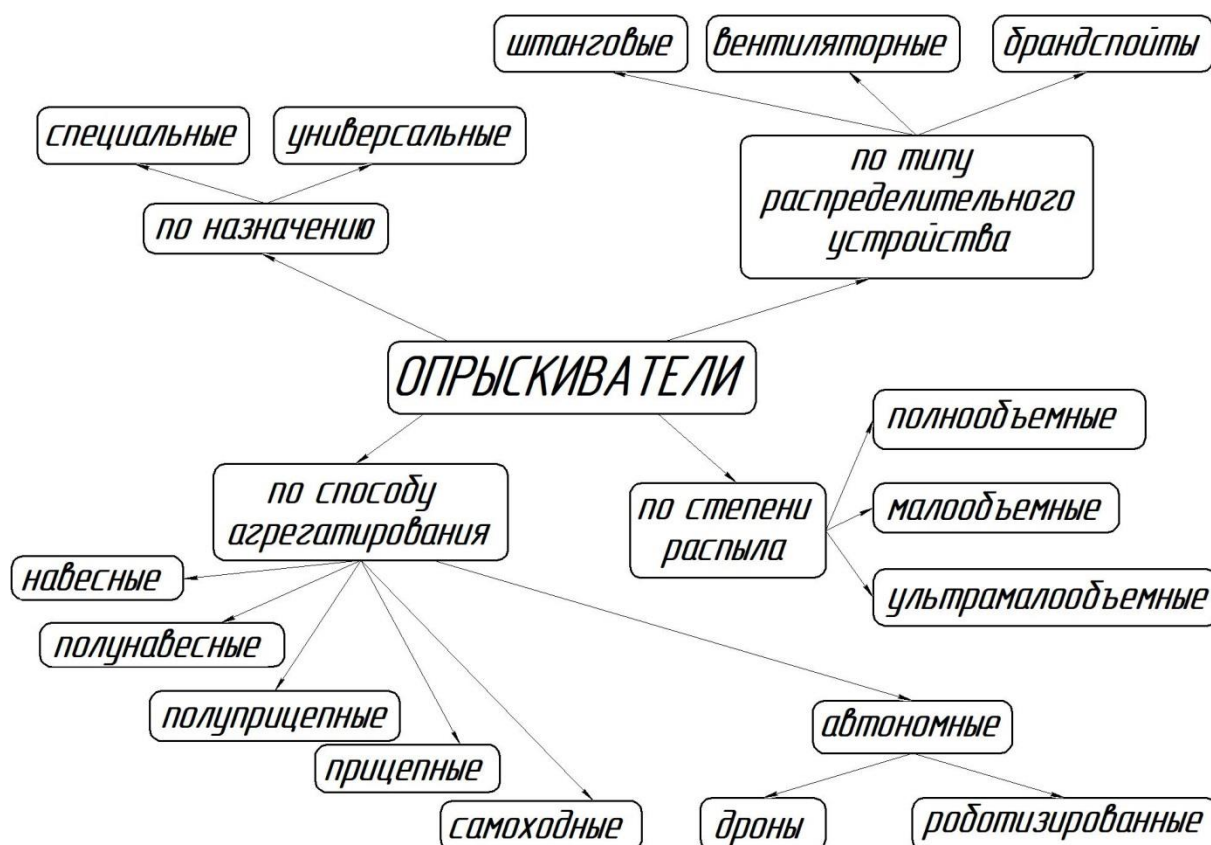 штанговые
вентиляторные
брандспойты
специальные
универсальные
по типу
распределительного
устройства
по назначению
ОПРЫСКИВАТЕЛИ
полнообъемные
по способу
агрегатирования
по степени
распыла
малообъемные
навесные
ультрамалообъемные
полунавесные
полуприцепные
автономные
прицепные
самоходные
дроны
роботизированные